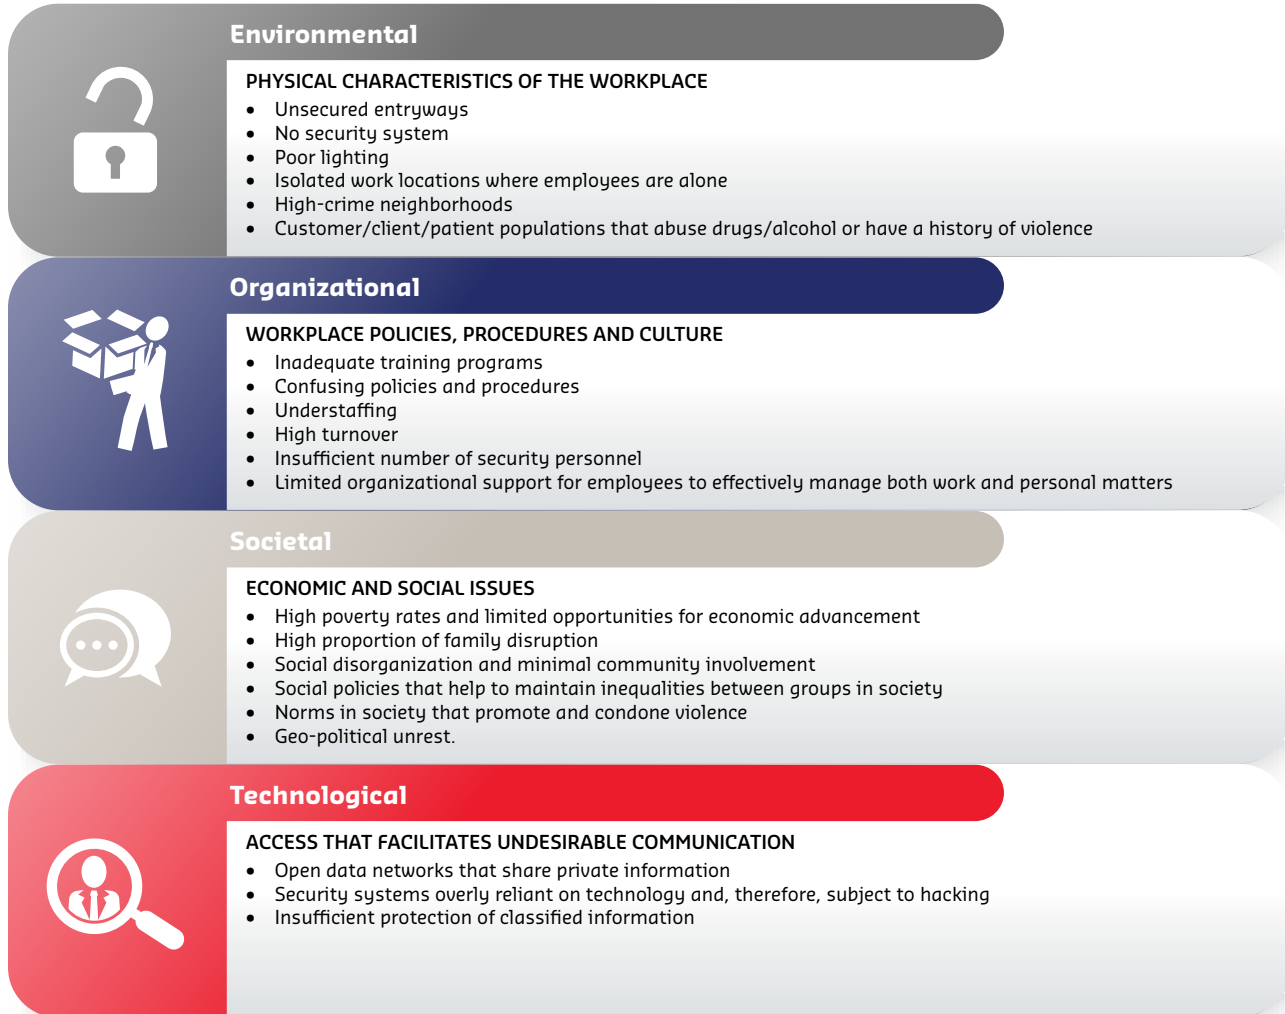 Environmental
PHYSICAL CHARACTERISTICS OF THE WORKPLACE
• Unsecured entryways
• No security system
• Poor lighting
• Isolated work locations where employees are alone
• High-crime neighborhoods
• Customer/client/patient populations that abuse drugs/alcohol or have a history of violence
Organizational
WORKPLACE POLICIES, PROCEDURES AND CULTURE
• Inadequate training programs
• Confusing policies and procedures
• Understaffing
• High turnover
• Insufficient number of security personnel
• Limited organizational support for employees to effectively manage both work and personal matters
Societal
ECONOMIC AND SOCIAL ISSUES
• High poverty rates and limited opportunities for economic advancement
• High proportion of family disruption
• Social disorganization and minimal community involvement
• Social policies that help to maintain inequalities between groups in society
• Norms in society that promote and condone violence
• Geo-political unrest.
Technological
ACCESS THAT FACILITATES UNDESIRABLE COMMUNICATION
• Open data networks that share private information
• Security systems overly reliant on technology and, therefore, subject to hacking
• Insufficient protection of classified information